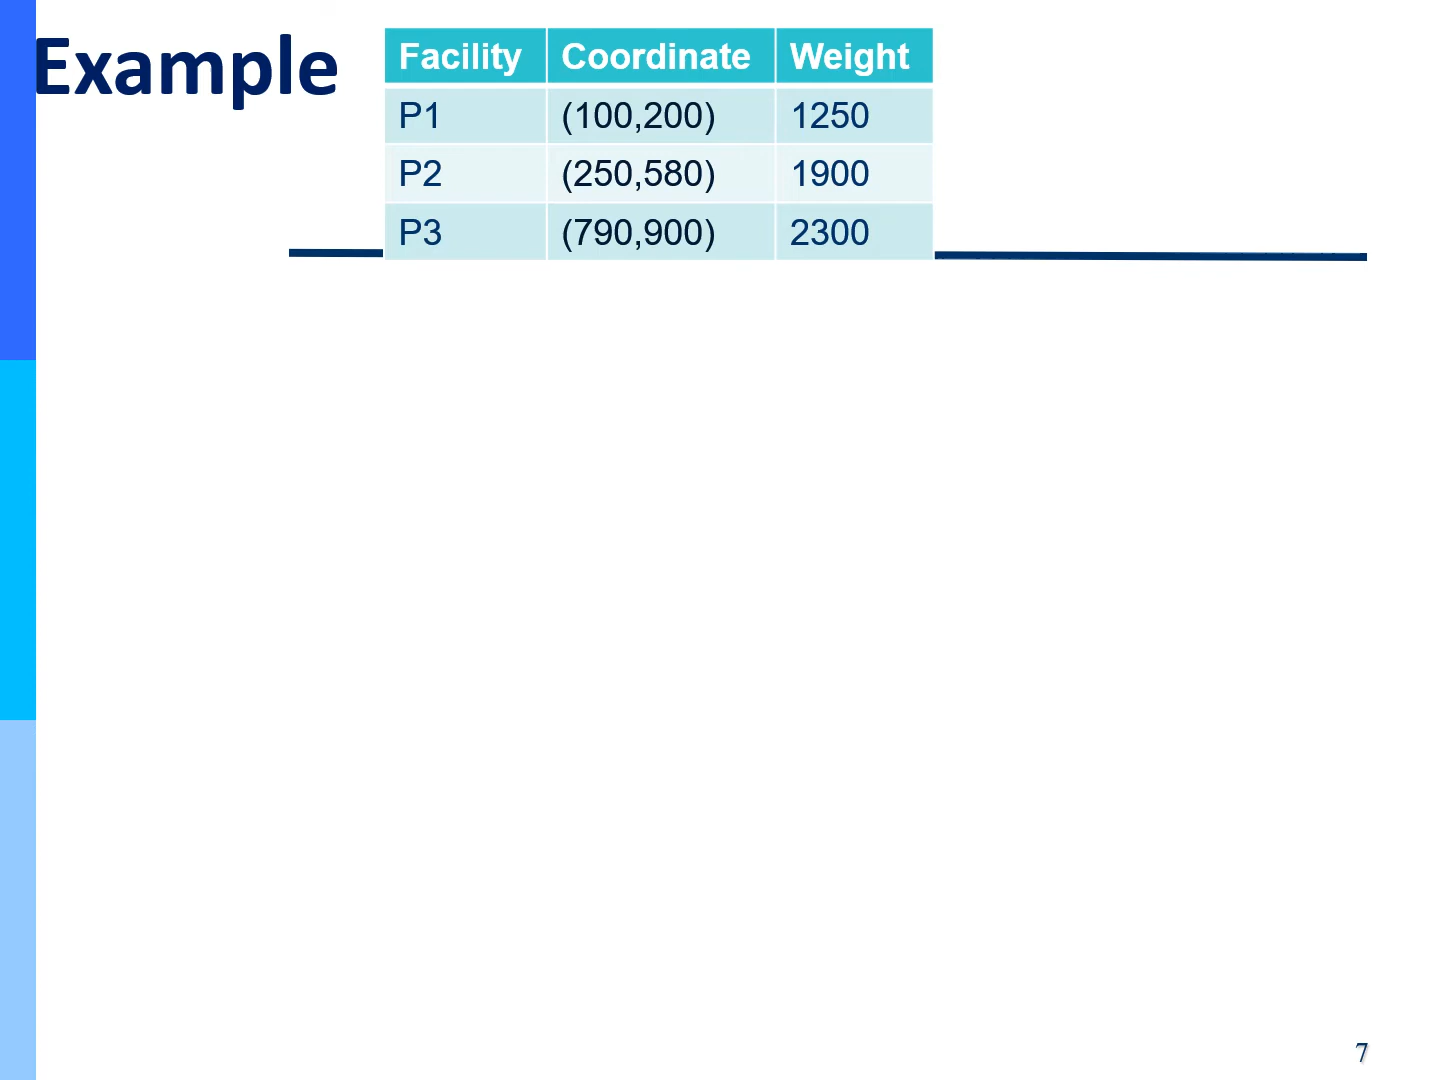 Example
Facility Coordinate Weight
P1 (100,200) 1250
P2 (250,580) 1900
P3 (790,900) 2300
7